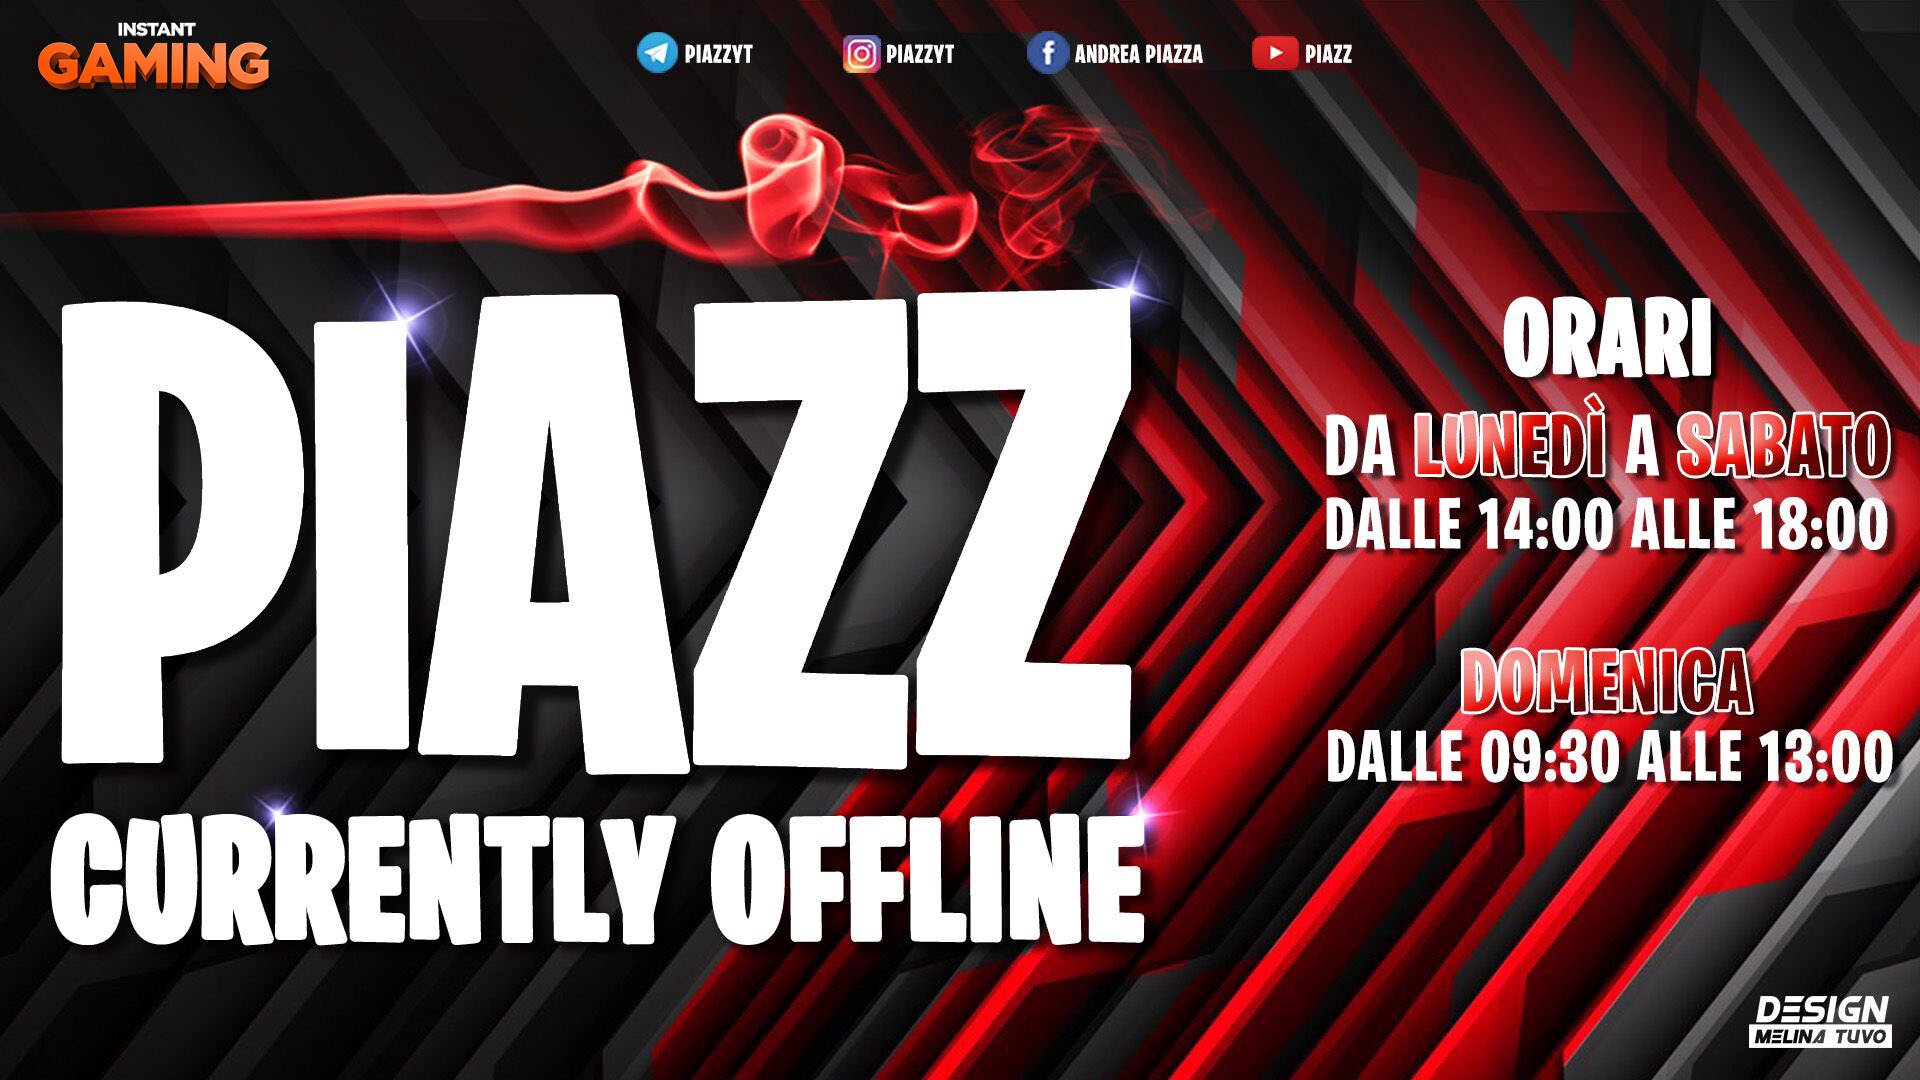 INSTANT
GAMING
PIAZZYT
PIAZZYT
ANDREA PIAZZA
PIAZZ
PIAZZ
CURRENTLY OFFLINE
ORARI
DA LUNEDÌ A SABATO
DALLE 14:00 ALLE 18:00
DOMENICA
DALLE 09:30 ALLE 13:00
DESIGN
MELINA TUVO